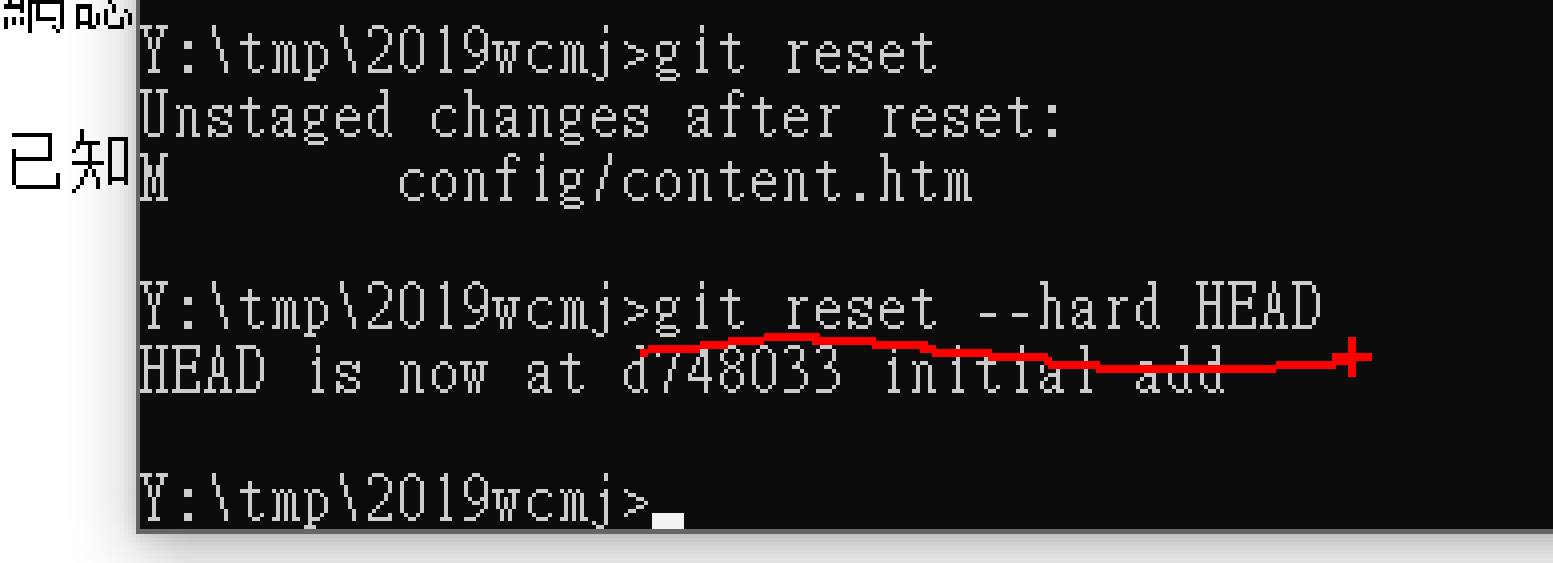 Y:\tmp\2019wcmj>git reset
Unstaged changes after reset:
已知
M       config/content.htm
Y:\tmp\2019wcmj>git reset --hard HEAD
HEAD is now at d748033 initial add
Y:\tmp\2019wcmj>